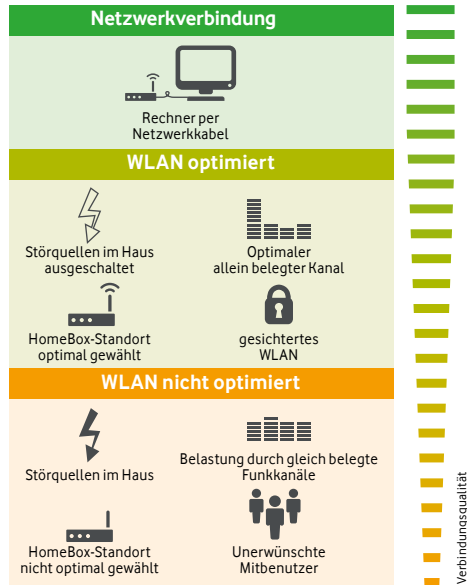 Netzwerkverbindung
Rechner per
Netzwerkkabel
WLAN optimiert
Störquellen im Haus
ausgeschaltet
Optimaler
allein belegter Kanal
HomeBox-Standort
optimal gewählt
gesichtertes
WLAN
WLAN nicht optimiert
Störquellen im Haus
Belastung durch gleich belegte
Funkkanäle
HomeBox-Standort
nicht optimal gewählt
Unerwünschte
Mitbenutzer
Verbindungsqualität